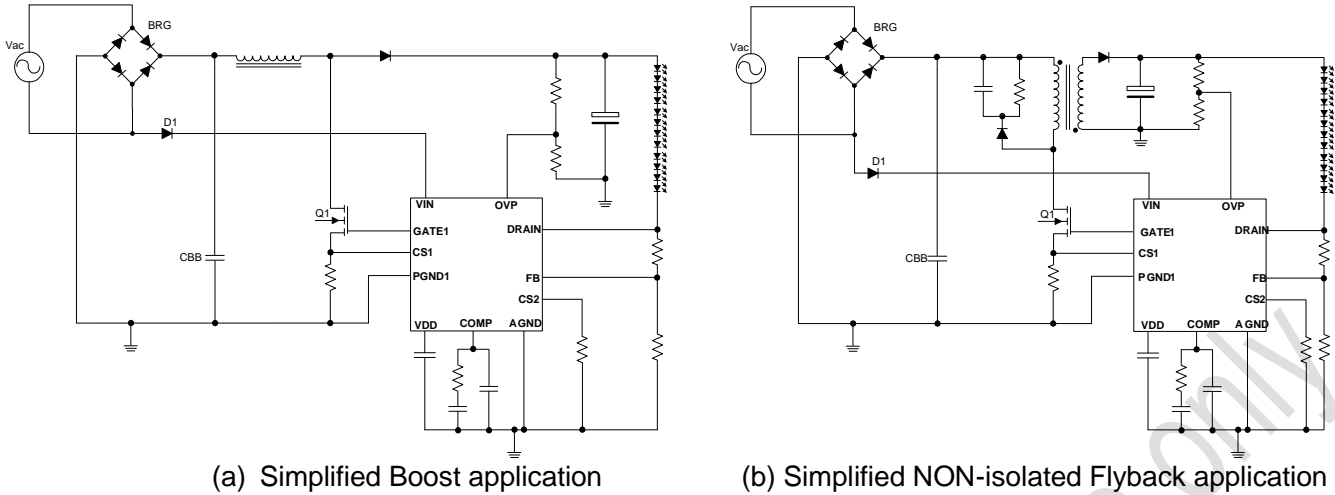 BRG
Vac
D1
VIN
OVP
Q1
GATE1
DRAIN
CS1
CBB
PGND1
FB
CS2
VDD
COMP
AGND
(a) Simplified Boost application
BRG
Vac
D1
VIN
OVP
Q1
GATE1
DRAIN
CS1
CBB
PGND1
FB
CS2
VDD
COMP
AGND
(b) Simplified NON-isolated Flyback application
only